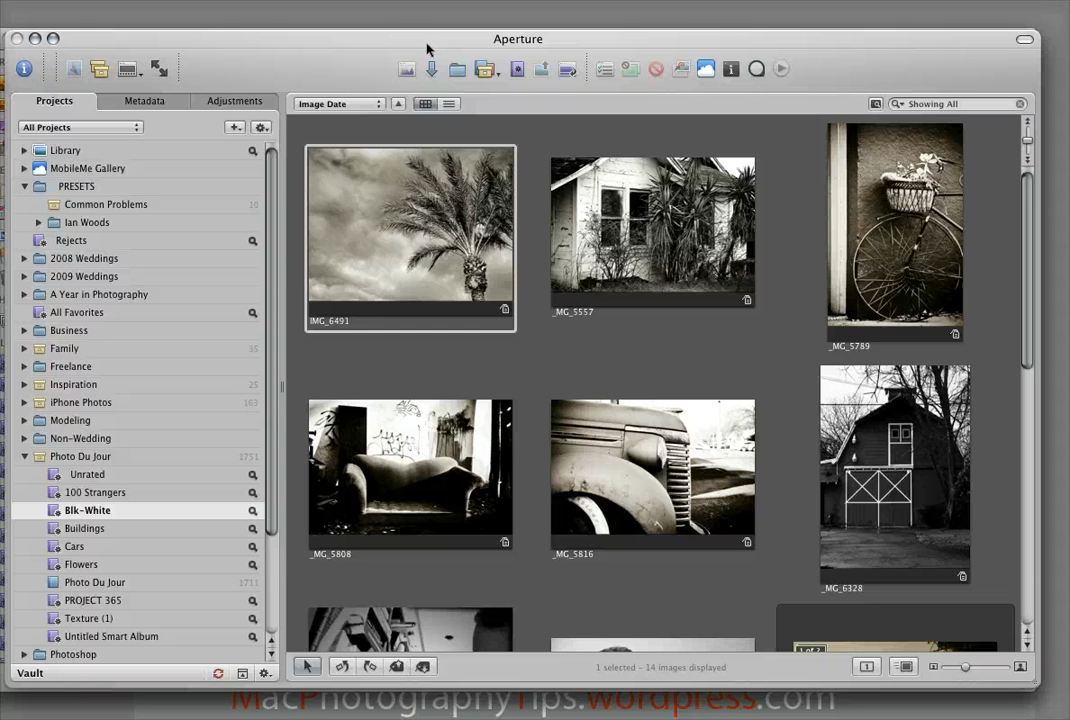 Aperture
Projects
Metadata
Adjustments
Image Date
Showing All
All Projects
Library
MobileMe Gallery
PRESETS
Common Problems 10
Ian Woods
Rejects
2008 Weddings
2009 Weddings
A Year in Photography
All Favorites
Business
Family 35
Freelance
Inspiration 25
iPhone Photos 163
Modeling
Non-Wedding
Photo Du Jour 1751
Unrated
100 Strangers
Blk-White
Buildings
Cars
Flowers
Photo Du Jour 1711
PROJECT 365
Texture (1)
Untitled Smart Album
Photoshop
Vault
IMG_6491
_MG_5557
_MG_5789
_MG_5808
_MG_5816
_MG_6328
1 of 2
1 selected - 14 images displayed
1
MacPhotographyTips.wordpress.com